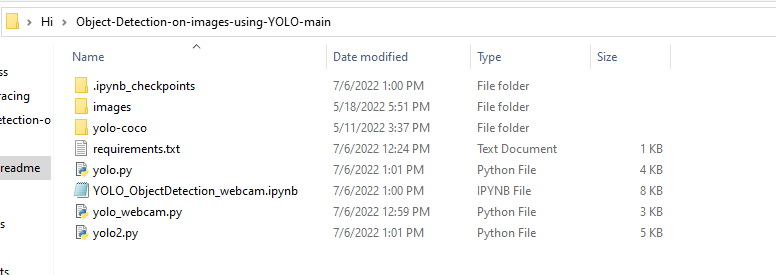 Hi > Object-Detection-on-images-using-YOLO-main
Name Date modified Type Size
ss
.ipynb_checkpoints 7/6/2022 1:00 PM File folder
racing
images 5/18/2022 5:51 PM File folder
etection-o
yolo-coco 5/11/2022 3:37 PM File folder
requirements.txt 7/6/2022 12:24 PM Text Document 1 KB
readme
yolo.py 7/6/2022 1:01 PM Python File 4 KB
YOLO_ObjectDetection_webcam.ipynb 7/6/2022 1:00 PM IPYNB File 8 KB
yolo_webcam.py 7/6/2022 12:59 PM Python File 3 KB
s
yolo2.py 7/6/2022 1:01 PM Python File 5 KB
ts